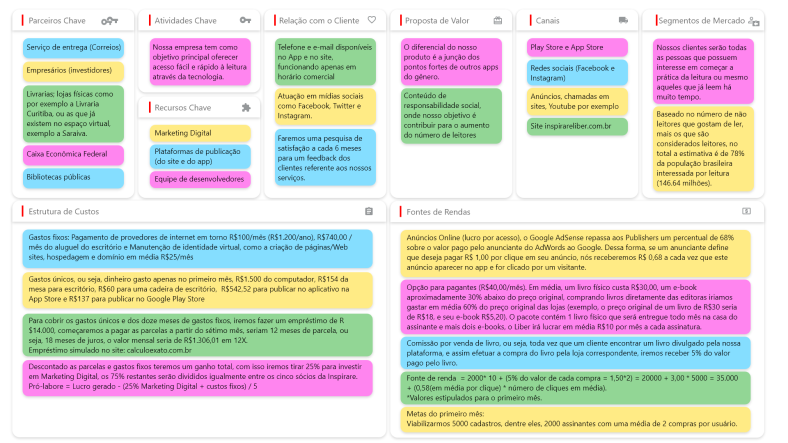 Parceiros Chave
Serviço de entrega (Correios)
Empresários (investidores)
Livrarias: lojas físicas como
por exemplo a Livraria
Curitiba, ou as que já
existem no espaço virtual,
exemplo a Saraiva.
Caixa Econômica Federal
Bibliotecas públicas
Atividades Chave
Nossa empresa tem como
objetivo principal oferecer
acesso fácil e rápido à leitura
através da tecnologia.
Recursos Chave
Marketing Digital
Plataformas de publicação
(do site e do app)
Equipe de desenvolvedores
Relação com o Cliente
Telefone e e-mail disponíveis
no App e no site,
funcionando apenas em
horário comercial
Atuação em mídias sociais
como Facebook, Twitter e
Instagram.
Faremos uma pesquisa de
satisfação a cada 6 meses
para um feedback dos
clientes referente aos nossos
serviços.
Proposta de Valor
O diferencial do nosso
produto é a junção dos
pontos fortes de outros apps
do gênero.
Conteúdo de
responsabilidade social,
onde nosso objetivo é
contribuir para o aumento
do número de leitores
Canais
Play Store e App Store
Redes sociais (Facebook e
Instagram)
Anúncios, chamadas em
sites, Youtube por exemplo
Site inspirareliber.com.br
Segmentos de Mercado
Nossos clientes serão todas
as pessoas que possuem
interesse em começar a
prática da leitura ou mesmo
aqueles que já leem há
muito tempo.
Baseado no número de não
leitores que gostam de ler,
mais os que são
considerados leitores, no
total a estimativa é de 78%
da população brasileira
interessada por leitura
(146.64 milhões).
Estrutura de Custos
Gastos fixos: Pagamento de provedores de internet em torno R$100/mês (R$1.200/ano), R$740,00 /
mês do aluguel do escritório e Manutenção de identidade virtual, como a criação de páginas/Web
sites, hospedagem e domínio em média R$25/mês
Gastos únicos, ou seja, dinheiro gasto apenas no primeiro mês, R$1.500 do computador, R$154 da
mesa para escritório, R$60 para uma cadeira de escritório, R$542,52 para publicar no aplicativo na
App Store e R$137 para publicar no Google Play Store
Para cobrir os gastos únicos e dos doze meses de gastos fixos, iremos fazer um empréstimo de R
$14.000, começaremos a pagar as parcelas a partir do sétimo mês, seriam 12 meses de parcela, ou
seja, 18 meses de juros, o valor mensal seria de R$1.306,01 em 12X.
Empréstimo simulado no site: calculoexato.com.br
Descontado as parcelas e gastos fixos teremos um ganho total, com isso iremos tirar 25% para investir
em Marketing Digital, os 75% restantes serão divididos igualmente entre os cinco sócios da Inspirare.
Pró-labore = Lucro gerado - (25% Marketing Digital + custos fixos) / 5
Fontes de Rendas
Anúncios Online (lucro por acesso), o Google AdSense repassa aos Publishers um percentual de 68%
sobre o valor pago pelo anunciante do AdWords ao Google. Dessa forma, se um anunciante define
que deseja pagar R$ 1,00 por clique em seu anúncio, nós receberemos R$ 0,68 a cada vez que este
anúncio aparecer no app e for clicado por um visitante.
Opção para pagantes (R$40,00/mês). Em média, um livro físico custa R$30,00, um e-book
aproximadamente 30% abaixo do preço original, comprando livros diretamente das editoras iriamos
gastar em média 60% do preço original das lojas (exemplo, o preço original de um livro de R$30 seria
de R$18, e seu e-book R$5,20). O pacote contém 1 livro físico que será entregue todo mês na casa do
assinante e mais dois e-books, o Liber irá lucrar em média R$10 por mês a cada assinatura.
Comissão por venda de livro, ou seja, toda vez que um cliente encontrar um livro divulgado pela nossa
plataforma, e assim efetuar a compra do livro pela loja correspondente, iremos receber 5% do valor
pago pelo livro.
Fonte de renda = 2000* 10 + (5% do valor de cada compra = 1,50*2) = 20000 + 3,00 * 5000 = 35.000
+ (0,58(em média por clique) * número de cliques em média).
*Valores estipulados para o primeiro mês.
Metas do primeiro mês:
Viabilizarmos 5000 cadastros, dentre eles, 2000 assinantes com uma média de 2 compras por usuário.